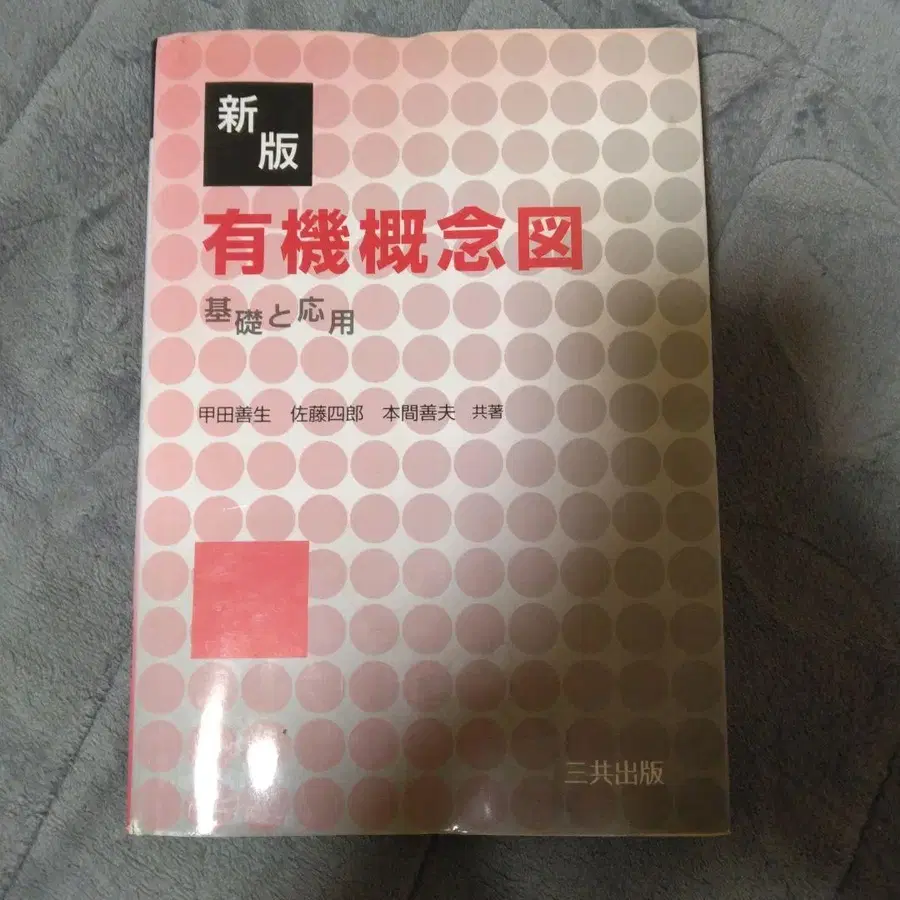 新版
有機概念図
基礎と応用
甲田善生 佐藤四郎 本間善夫 共著
三共出版